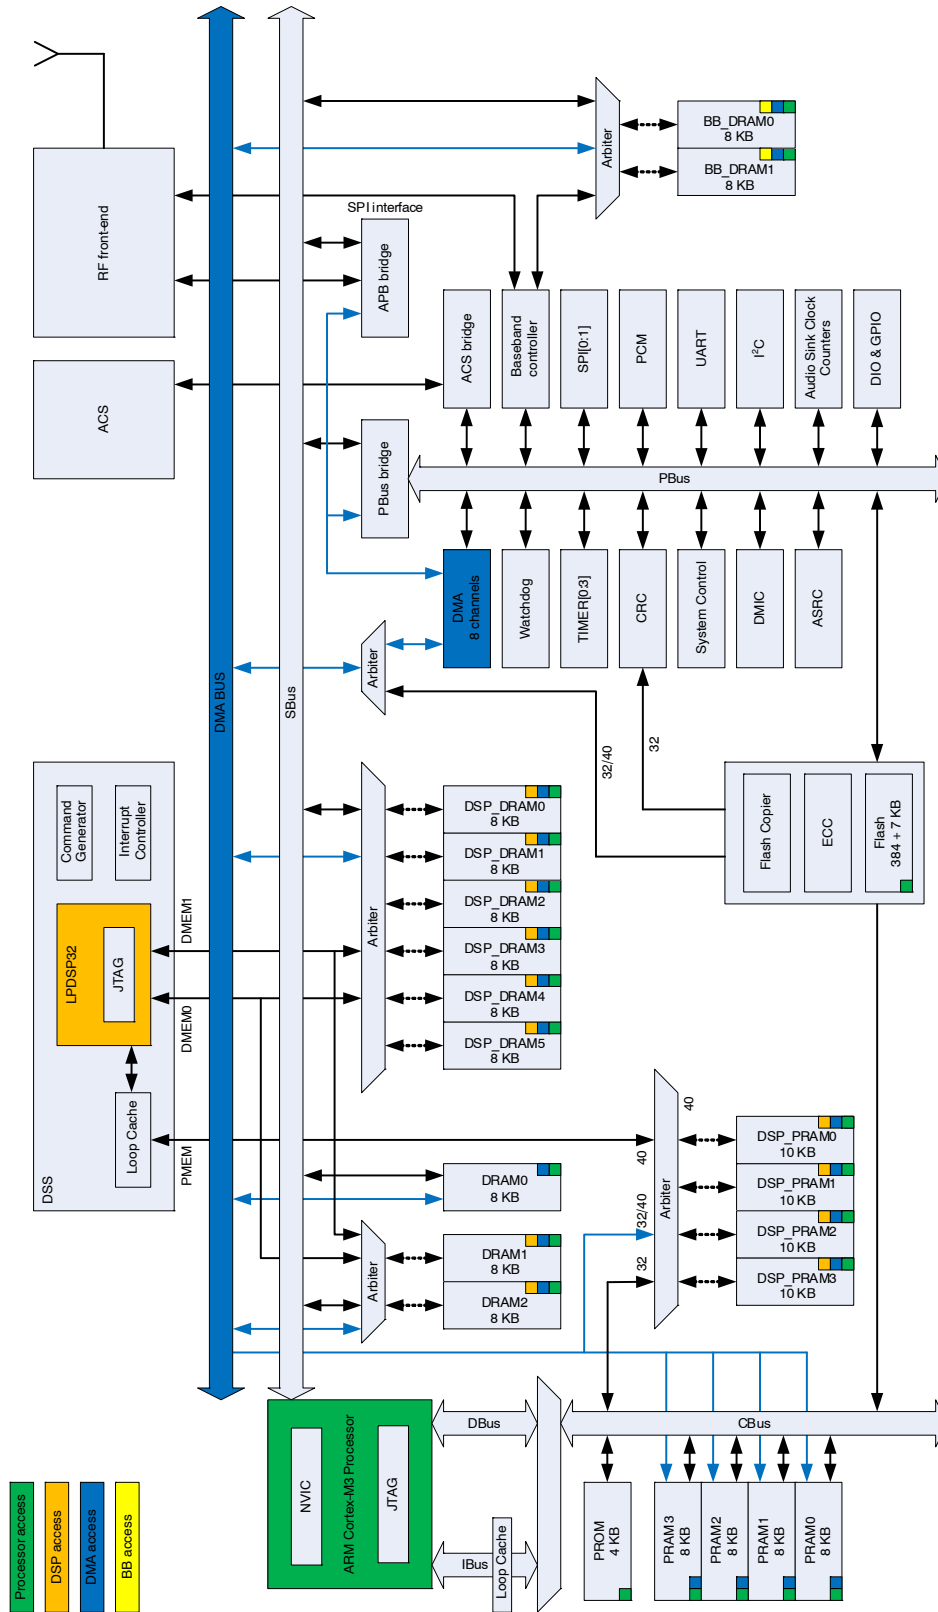 BB_DRAM0
8 KB
BB_DRAM1
8 KB
Arbiter
SPI interface
RF front-end
APB bridge
ACS
ACS bridge
Baseband
controller
SPI[0:1]
PCM
UART
I²C
Audio Sink Clock
Counters
DIO & GPIO
PBus bridge
PBus
DMA
8 channels
Watchdog
TIMER[0:3]
CRC
System Control
DMIC
ASRC
Arbiter
DMA BUS
SBus
32/40
32
Command
Generator
Interrupt
Controller
LPDSP32
JTAG
DMEM1
DMEM0
Loop Cache
PMEM
DSS
Arbiter
DSP_DRAM0
8 KB
DSP_DRAM1
8 KB
DSP_DRAM2
8 KB
DSP_DRAM3
8 KB
DSP_DRAM4
8 KB
DSP_DRAM5
8 KB
Flash Copier
ECC
Flash
384 + 7 KB
40
40
32/40
32
Arbiter
DSP_PRAM0
10 KB
DSP_PRAM1
10 KB
DSP_PRAM2
10 KB
DSP_PRAM3
10 KB
DRAM0
8 KB
Arbiter
DRAM1
8 KB
DRAM2
8 KB
NVIC
ARM Cortex-M3 Processor
JTAG
DBus
IBus
Loop Cache
CBus
PROM
4 KB
PRAM3
8 KB
PRAM2
8 KB
PRAM1
8 KB
PRAM0
8 KB
Processor access
DSP access
DMA access
BB access